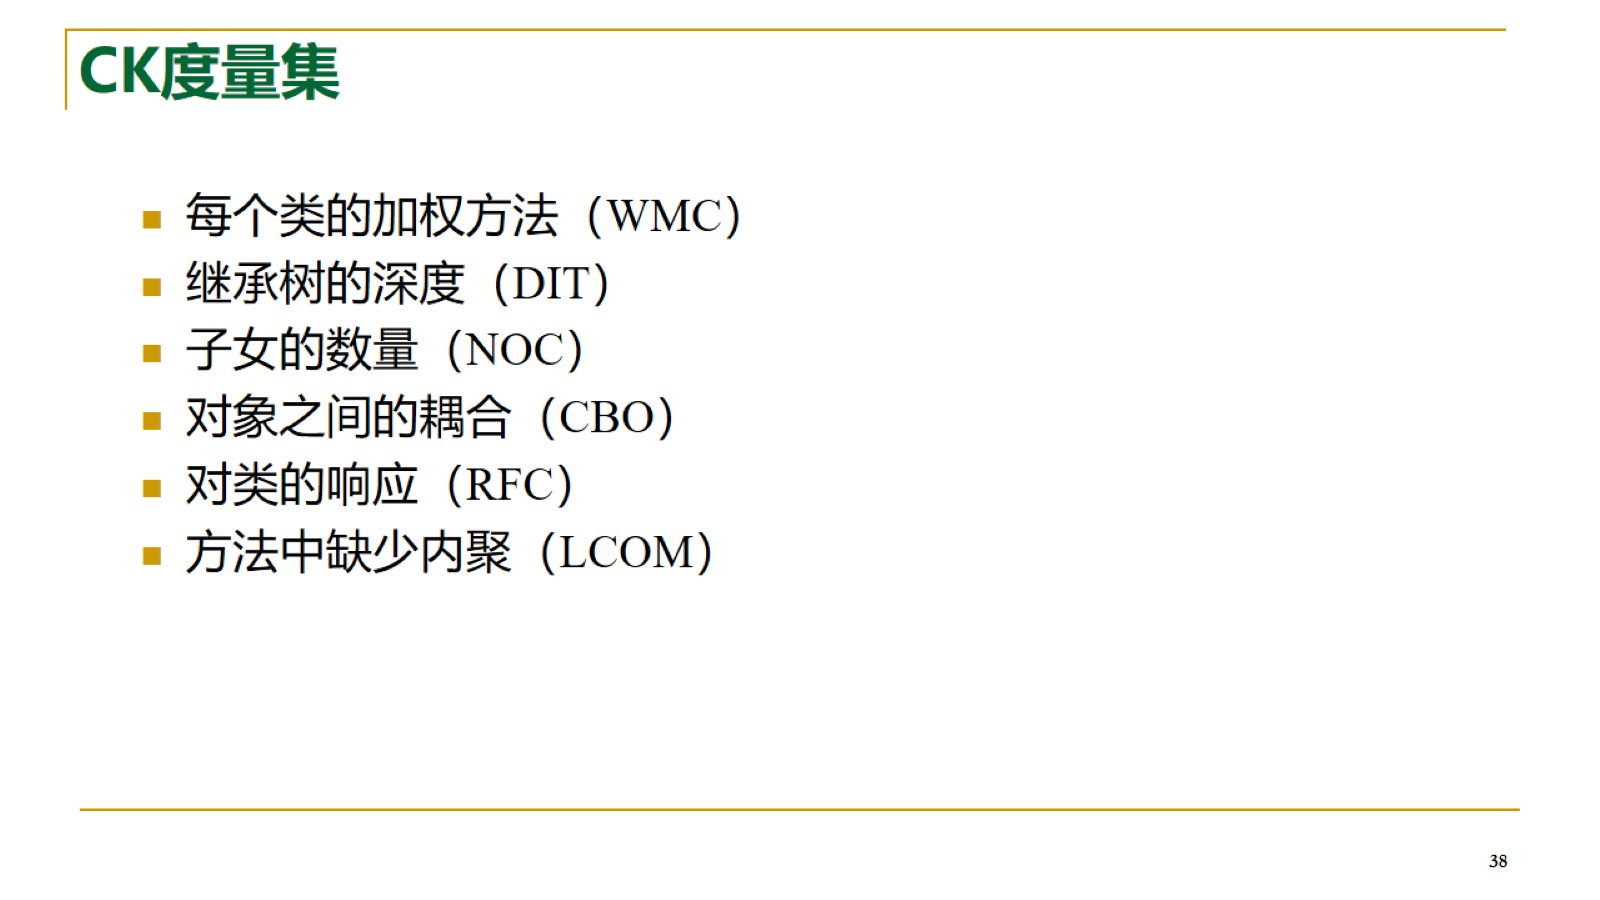 CK度量集
每个类的加权方法（WMC）
继承树的深度（DIT）
子女的数量（NOC）
对象之间的耦合（CBO）
对类的响应（RFC）
方法中缺少内聚（LCOM）
38